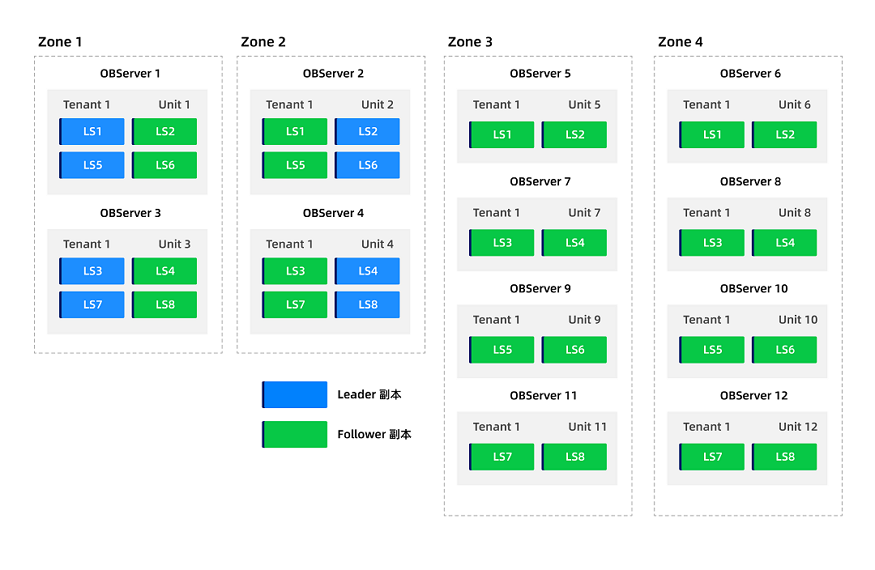 Zone 1
OBServer 1
Tenant 1 Unit 1
LS1 LS2
LS5 LS6
OBServer 3
Tenant 1 Unit 3
LS3 LS4
LS7 LS8
Zone 2
OBServer 2
Tenant 1 Unit 2
LS1 LS2
LS5 LS6
OBServer 4
Tenant 1 Unit 4
LS3 LS4
LS7 LS8
Zone 3
OBServer 5
Tenant 1 Unit 5
LS1 LS2
OBServer 7
Tenant 1 Unit 7
LS3 LS4
OBServer 9
Tenant 1 Unit 9
LS5 LS6
OBServer 11
Tenant 1 Unit 11
LS7 LS8
Zone 4
OBServer 6
Tenant 1 Unit 6
LS1 LS2
OBServer 8
Tenant 1 Unit 8
LS3 LS4
OBServer 10
Tenant 1 Unit 10
LS5 LS6
OBServer 12
Tenant 1 Unit 12
LS7 LS8
Leader 副本
Follower 副本